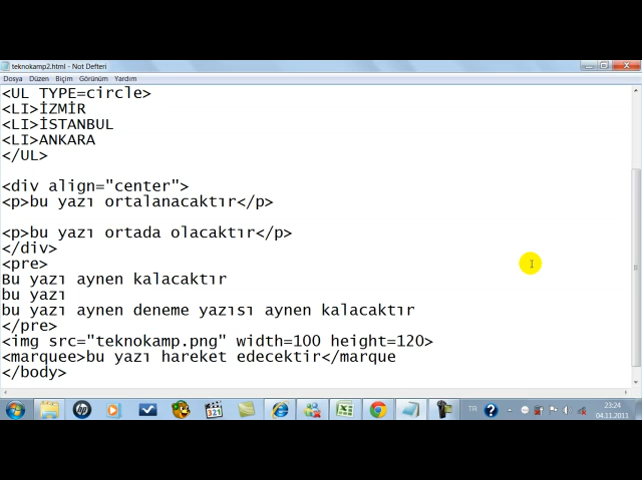 teknokamp2.html - Not Defteri
Dosya Düzen Biçim Görünüm Yardım
<UL TYPE=circle>
<LI>İZMİR
<LI>İSTANBUL
<LI>ANKARA
</UL>
<div align="center">
<p>bu yazı ortalanacaktır</p>
<p>bu yazı ortada olacaktır</p>
</div>
<pre>
Bu yazı aynen kalacaktır
bu yazı
bu yazı aynen deneme yazısı aynen kalacaktır
</pre>
<img src="teknokamp.png" width=100 height=120>
<marquee>bu yazı hareket edecektir</marque
</body>
TR
23:24
04.11.2011